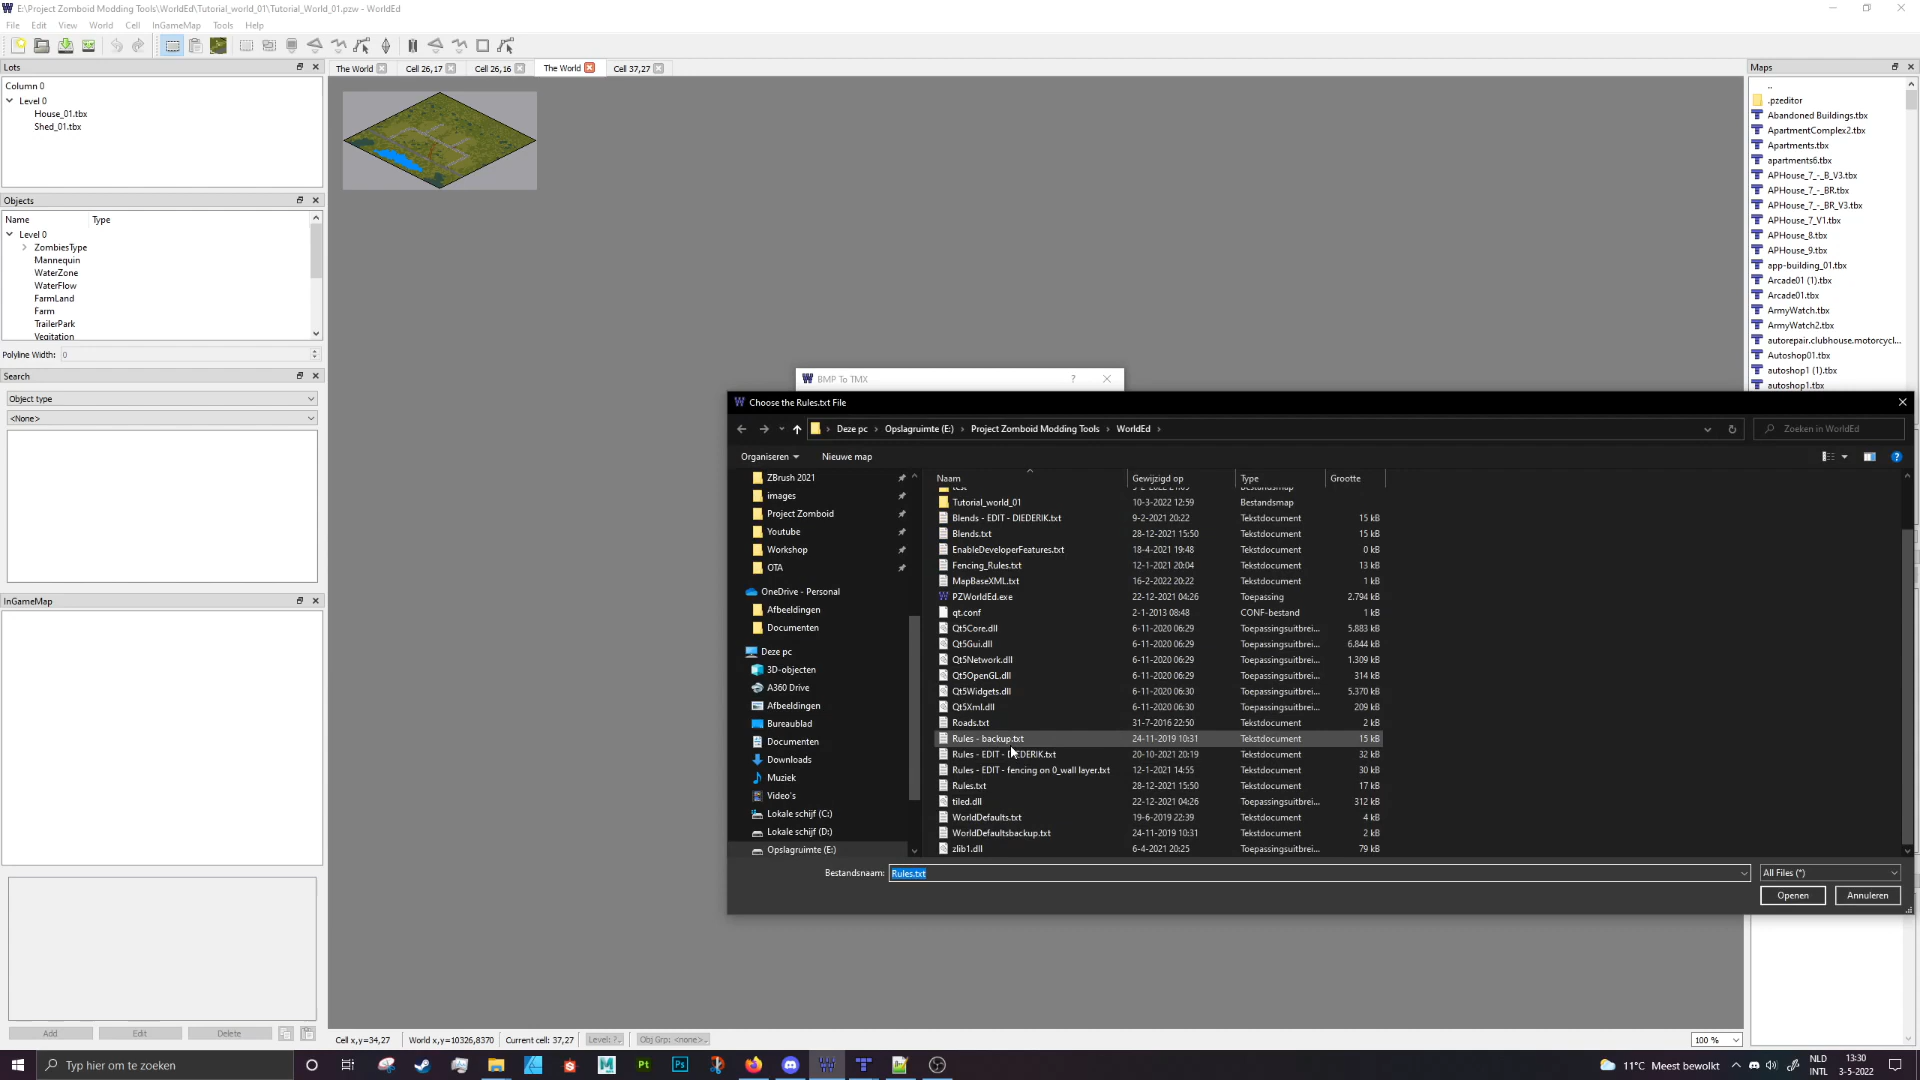 E:\Project Zomboid Modding Tools\WorldEd\Tutorial_world_01\Tutorial_World_01.pzw - WorldEd
File Edit View World Cell InGameMap Tools Help
Lots
The World Cell 26,17 Cell 26,16 The World Cell 37,27
Maps
Column 0
Level 0
House_01.tbx
Shed_01.tbx
Objects
Name Type
Level 0
ZombiesType
Mannequin
WaterZone
WaterFlow
FarmLand
Farm
TrailerPark
Vegitation
Polyline Width: 0
Search
Object type
<None>
InGameMap
Add Edit Delete
..
.pzeditor
Abandoned Buildings.tbx
ApartmentComplex2.tbx
Apartments.tbx
apartments6.tbx
APHouse_7_-_B_V3.tbx
APHouse_7_-_BR.tbx
APHouse_7_-_BR_V3.tbx
APHouse_7_V1.tbx
APHouse_8.tbx
APHouse_9.tbx
app-building_01.tbx
Arcade01 (1).tbx
Arcade01.tbx
ArmyWatch.tbx
ArmyWatch2.tbx
autorepair.clubhouse.motorcycl...
Autoshop01.tbx
autoshop1 (1).tbx
autoshop1.tbx
BMP To TMX ?
Choose the Rules.txt File
Deze pc > Opslagruimte (E:) > Project Zomboid Modding Tools > WorldEd >
Zoeken in WorldEd
Organiseren Nieuwe map
ZBrush 2021
images
Project Zomboid
Youtube
Workshop
OTA
OneDrive - Personal
Afbeeldingen
Documenten
Deze pc
3D-objecten
A360 Drive
Afbeeldingen
Bureaublad
Documenten
Downloads
Muziek
Video's
Lokale schijf (C:)
Lokale schijf (D:)
Opslagruimte (E:)
Naam Gewijzigd op Type Grootte
Tutorial_world_01 10-3-2022 12:59 Bestandsmap
Blends - EDIT - DIEDERIK.txt 9-2-2021 20:22 Tekstdocument 15 kB
Blends.txt 28-12-2021 15:50 Tekstdocument 15 kB
EnableDeveloperFeatures.txt 18-4-2021 19:48 Tekstdocument 0 kB
Fencing_Rules.txt 12-1-2021 20:04 Tekstdocument 13 kB
MapBaseXML.txt 16-2-2022 20:22 Tekstdocument 1 kB
PZWorldEd.exe 22-12-2021 04:26 Toepassing 2.794 kB
qt.conf 2-1-2013 08:48 CONF-bestand 1 kB
Qt5Core.dll 6-11-2020 06:29 Toepassingsuitbrei... 5.883 kB
Qt5Gui.dll 6-11-2020 06:29 Toepassingsuitbrei... 6.844 kB
Qt5Network.dll 6-11-2020 06:29 Toepassingsuitbrei... 1.309 kB
Qt5OpenGL.dll 6-11-2020 06:29 Toepassingsuitbrei... 314 kB
Qt5Widgets.dll 6-11-2020 06:30 Toepassingsuitbrei... 5.370 kB
Qt5Xml.dll 6-11-2020 06:30 Toepassingsuitbrei... 209 kB
Roads.txt 31-7-2016 22:50 Tekstdocument 2 kB
Rules - backup.txt 24-11-2019 10:31 Tekstdocument 15 kB
Rules - EDIT - DIEDERIK.txt 20-10-2021 20:19 Tekstdocument 32 kB
Rules - EDIT - fencing on 0_wall layer.txt 12-1-2021 14:55 Tekstdocument 30 kB
Rules.txt 28-12-2021 15:50 Tekstdocument 17 kB
tiled.dll 22-12-2021 04:26 Toepassingsuitbrei... 312 kB
WorldDefaults.txt 19-6-2019 22:39 Tekstdocument 4 kB
WorldDefaultsbackup.txt 24-11-2019 10:31 Tekstdocument 2 kB
zlib1.dll 6-4-2021 20:25 Toepassingsuitbrei... 79 kB
Bestandsnaam: Rules.txt All Files (*)
Openen Annuleren
Cell x,y=34,27 World x,y=10326,8370 Current cell: 37,27 Level: ? Obj Grp: <none> 100 %
Typ hier om te zoeken
11°C Meest bewolkt
NLD
INTL
13:30
3-5-2022